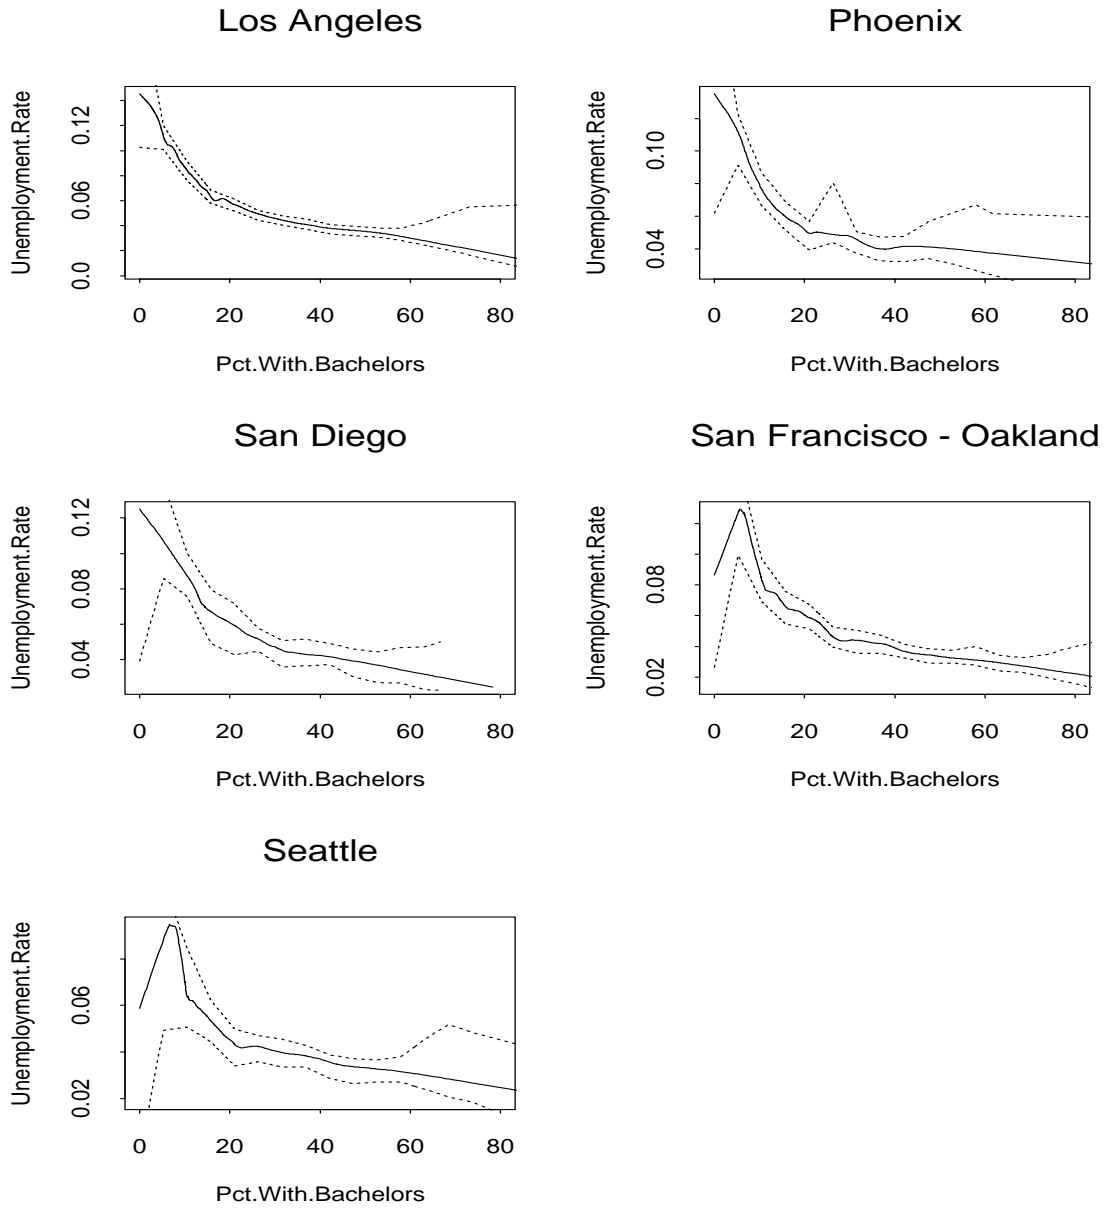 Los Angeles
Unemployment.Rate
0.0 0.06 0.12
0 20 40 60 80
Pct.With.Bachelors
Phoenix
Unemployment.Rate
0.04 0.10
0 20 40 60 80
Pct.With.Bachelors
San Diego
Unemployment.Rate
0.04 0.08 0.12
0 20 40 60 80
Pct.With.Bachelors
San Francisco - Oakland
Unemployment.Rate
0.02 0.08
0 20 40 60 80
Pct.With.Bachelors
Seattle
Unemployment.Rate
0.02 0.06
0 20 40 60 80
Pct.With.Bachelors